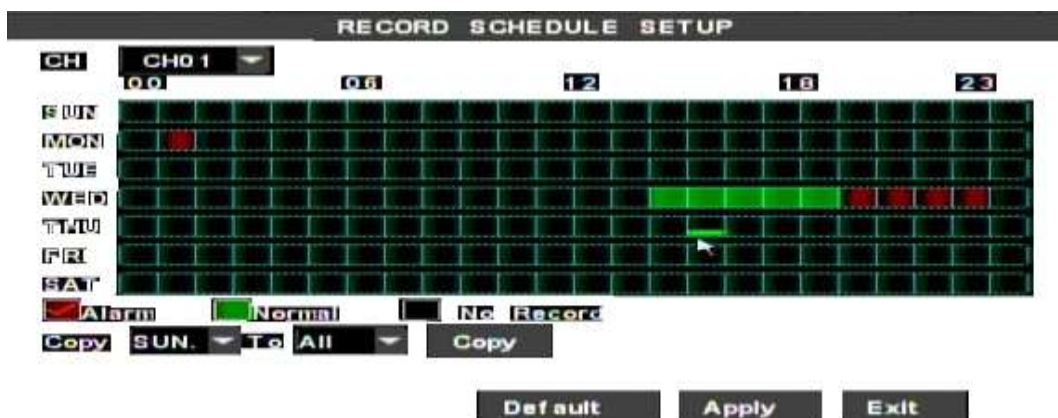 RECORD SCHEDULE SETUP
CH CH01
00 06 12 18 23
SUN
MON
TUE
WED
THU
FRI
SAT
Alarm Normal No Record
Copy SUN. To All Copy
Default Apply Exit